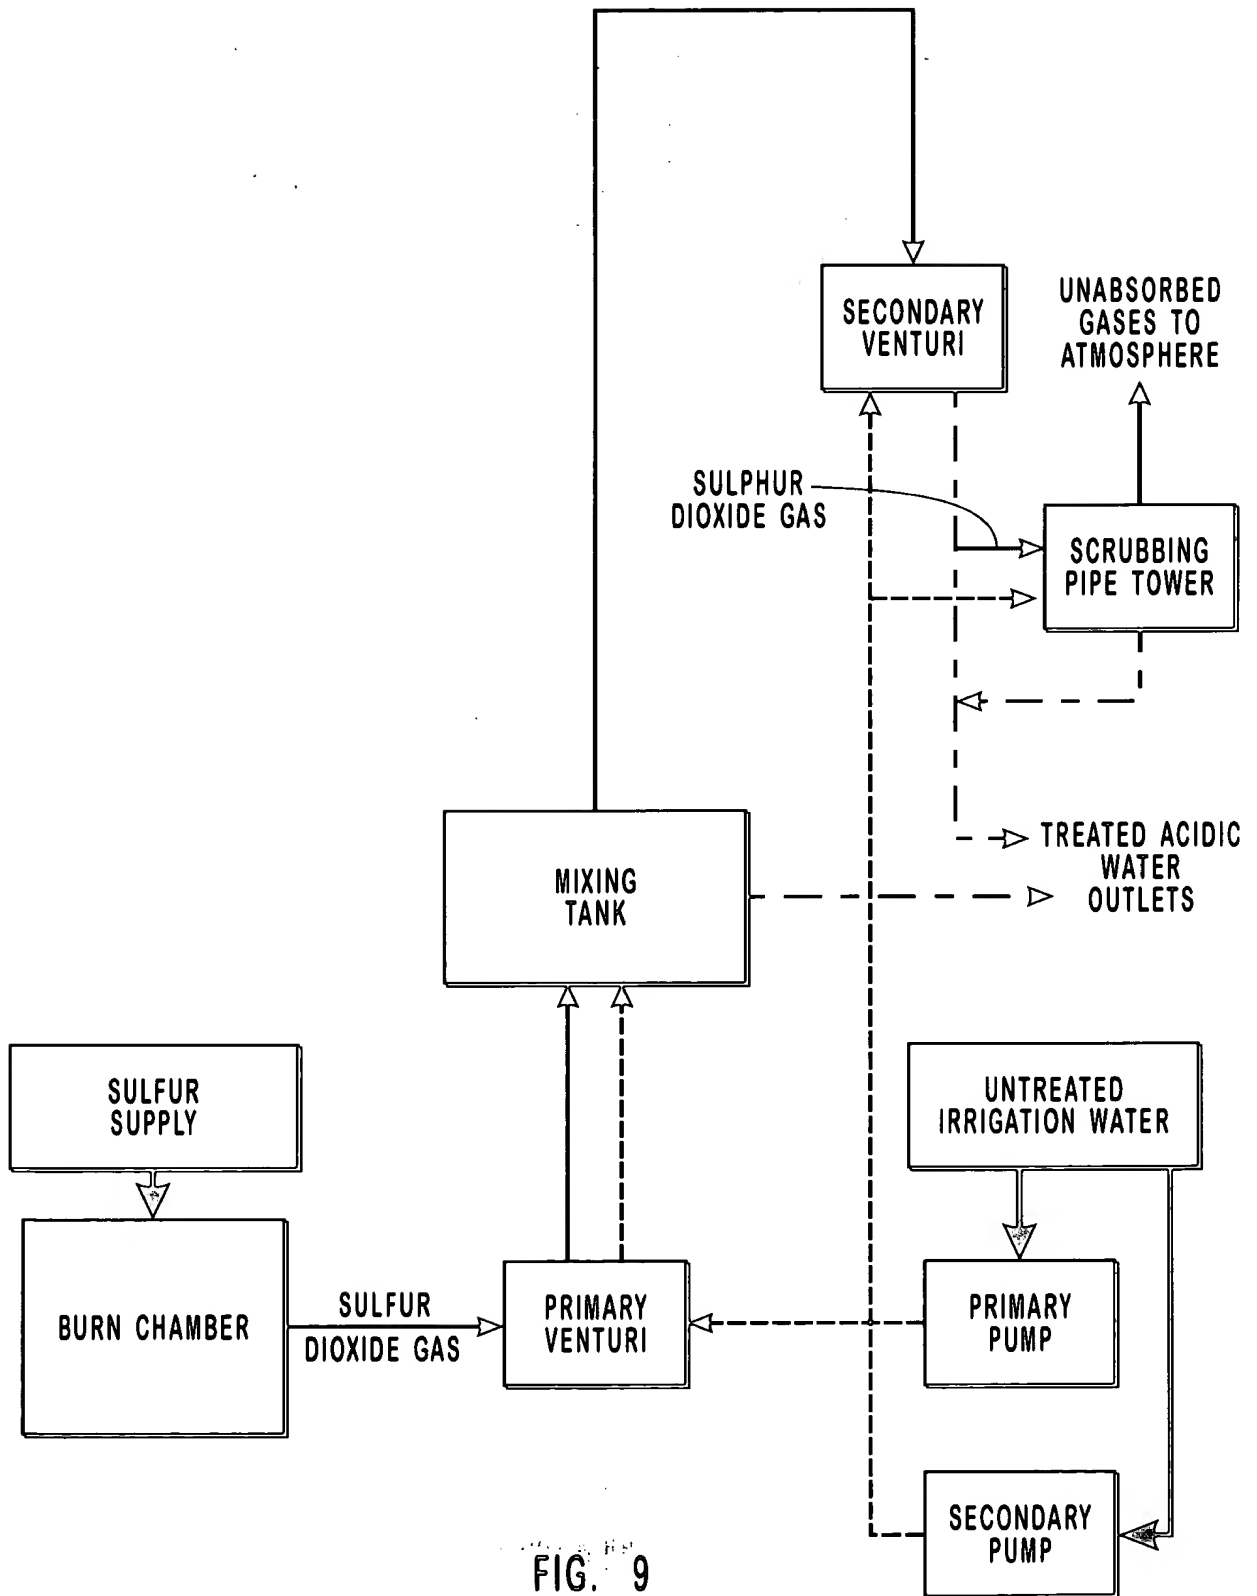 SECONDARY
VENTURI
UNABSORBED
GASES TO
ATMOSPHERE
SULPHUR
DIOXIDE GAS
SCRUBBING
PIPE TOWER
TREATED ACIDIC
WATER
OUTLETS
MIXING
TANK
SULFUR
SUPPLY
UNTREATED
IRRIGATION WATER
BURN CHAMBER
SULFUR
DIOXIDE GAS
PRIMARY
VENTURI
PRIMARY
PUMP
SECONDARY
PUMP
FIG. 9